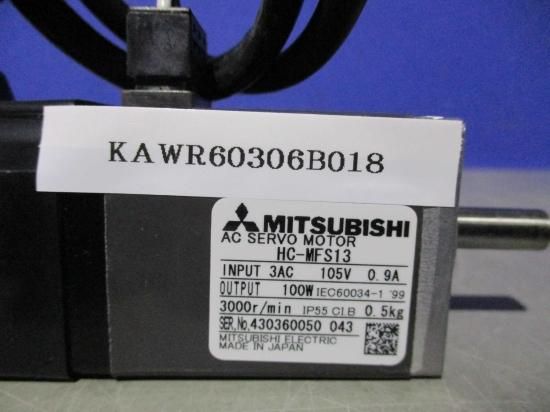 KAWR60306B018
MITSUBISHI
AC SERVO MOTOR
HC-MFS13
INPUT 3AC 105V 0.9A
OUTPUT 100W IEC60034-1 '99
3000r/min IP55 CI.B 0.5kg
SER.No.430360050 043
MITSUBISHI ELECTRIC
MADE IN JAPAN